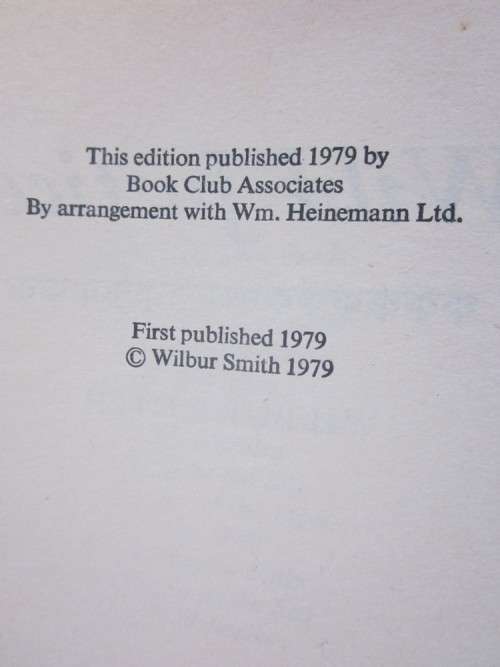 This edition published 1979 by
Book Club Associates
By arrangement with Wm. Heinemann Ltd.
First published 1979
© Wilbur Smith 1979